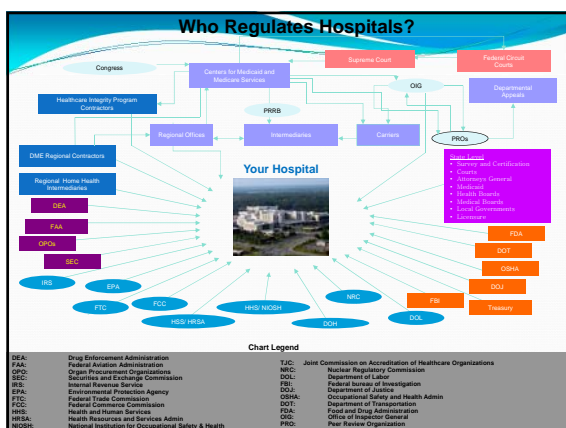 Who Regulates Hospitals?
Congress
Supreme Court
Federal Circuit
Courts
Centers for Medicaid and
Medicare Services
OIG
Departmental
Appeals
Healthcare Integrity Program
Contractors
PRRB
Regional Offices
Intermediaries
Carriers
PROs
DME Regional Contractors
Your Hospital
State Level
• Survey and Certification
• Courts
• Attorneys General
• Medicaid
• Health Boards
• Medical Boards
• Local Governments
• Licensure
Regional Home Health
Intermediaries
DEA
FAA
OPOs
SEC
IRS
EPA
FTC
FCC
HSS/ HRSA
HHS/ NIOSH
DOH
NRC
DOL
FBI
Treasury
DOJ
OSHA
DOT
FDA
Chart Legend
DEA: Drug Enforcement Administration
FAA: Federal Aviation Administration
OPO: Organ Procurement Organizations
SEC: Securities and Exchange Commission
IRS: Internal Revenue Service
EPA: Environmental Protection Agency
FTC: Federal Trade Commission
FCC: Federal Commerce Commission
HHS: Health and Human Services
HRSA: Health Resources and Services Admin
NIOSH: National Institution for Occupational Safety & Health
TJC: Joint Commission on Accreditation of Healthcare Organizations
NRC: Nuclear Regulatory Commission
DOL: Department of Labor
FBI: Federal bureau of Investigation
DOJ: Department of Justice
OSHA: Occupational Safety and Health Admin
DOT: Department of Transportation
FDA: Food and Drug Administration
OIG: Office of Inspector General
PRO: Peer Review Organization